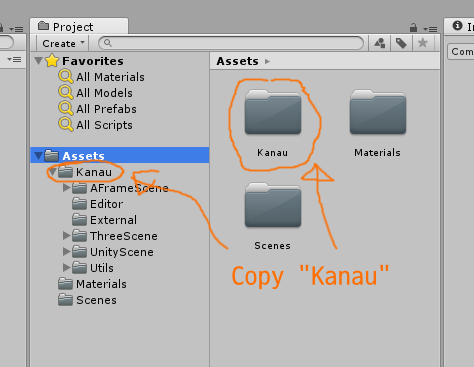 Project
Create
Favorites
All Materials
All Models
All Prefabs
All Scripts
Assets
Kanau
AFrameScene
Editor
External
ThreeScene
UnityScene
Utils
Materials
Scenes
Assets
Kanau
Materials
Scenes
Copy "Kanau"
Com